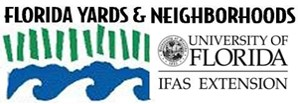 FLORIDA YARDS & NEIGHBORHOODS
UNIVERSITY OF
FLORIDA
IFAS EXTENSION